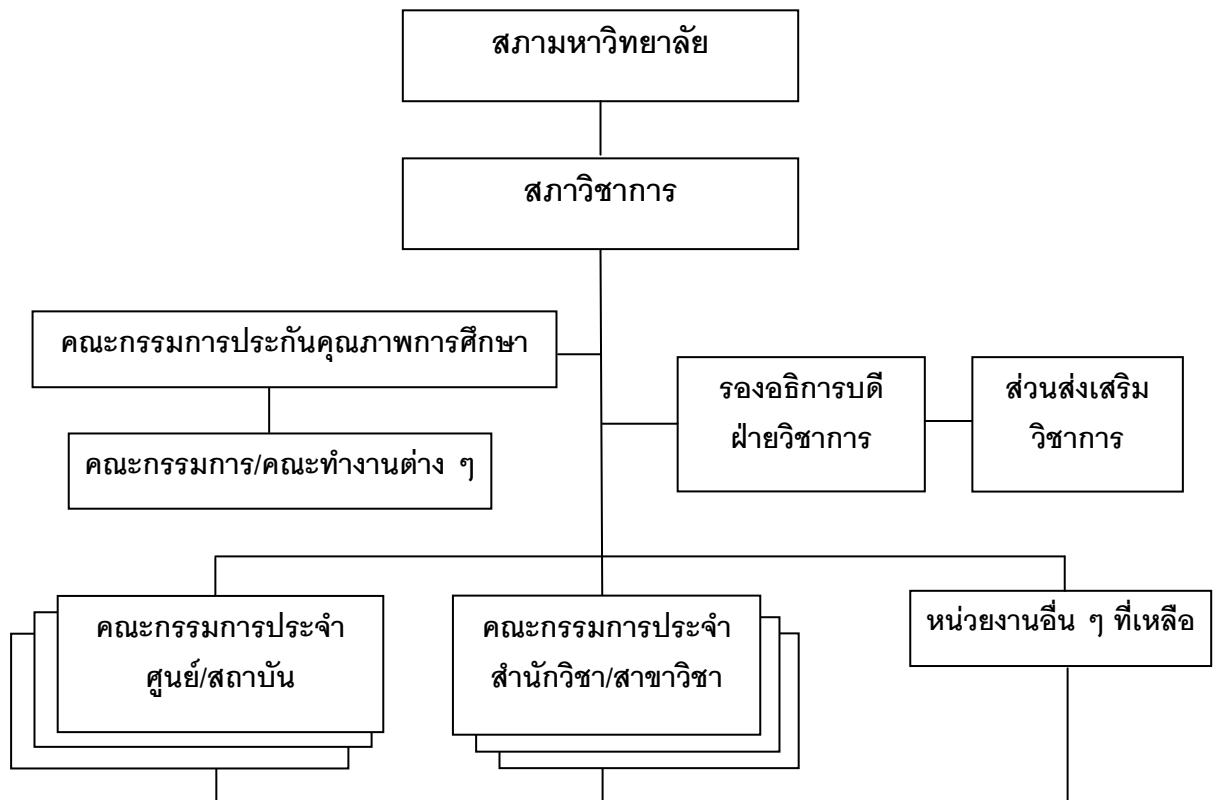 สภามหาวิทยาลัย
สภาวิชาการ
คณะกรรมการประกันคุณภาพการศึกษา
รองอธิการบดี
ฝ่ายวิชาการ
ส่วนส่งเสริม
วิชาการ
คณะกรรมการ/คณะทำงานต่าง ๆ
คณะกรรมการประจำ
ศูนย์/สถาบัน
คณะกรรมการประจำ
สำนักวิชา/สาขาวิชา
หน่วยงานอื่น ๆ ที่เหลือ